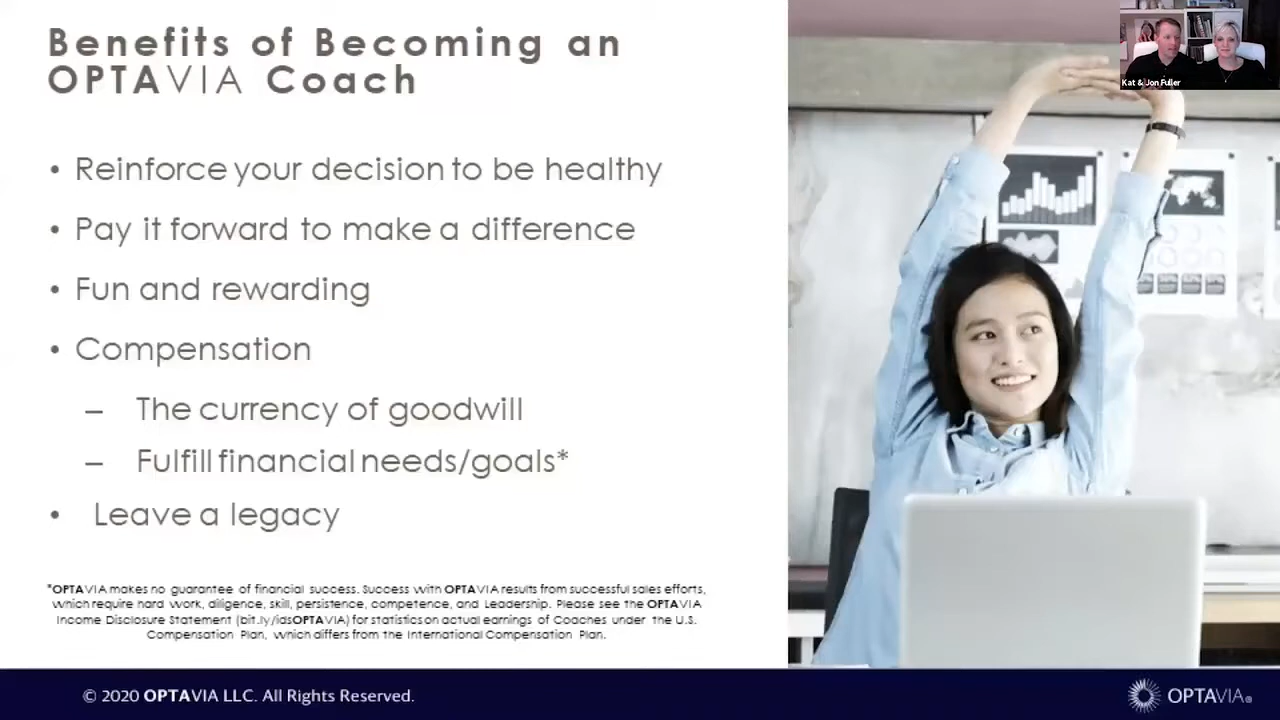 Benefits of Becoming an
OPTAVIA Coach
• Reinforce your decision to be healthy
• Pay it forward to make a difference
• Fun and rewarding
• Compensation
– The currency of goodwill
– Fulfill financial needs/goals*
• Leave a legacy
*OPTAVIA makes no guarantee of financial success. Success with OPTAVIA results from successful sales efforts,
which require hard work, diligence, skill, persistence, competence, and Leadership. Please see the OPTAVIA
Income Disclosure Statement (bit.ly/idsOPTAVIA) for statistics on actual earnings of Coaches under the U.S.
Compensation Plan, which differs from the International Compensation Plan.
© 2020 OPTAVIA LLC. All Rights Reserved.
Kat & Jon Fuller
OPTAVIA®